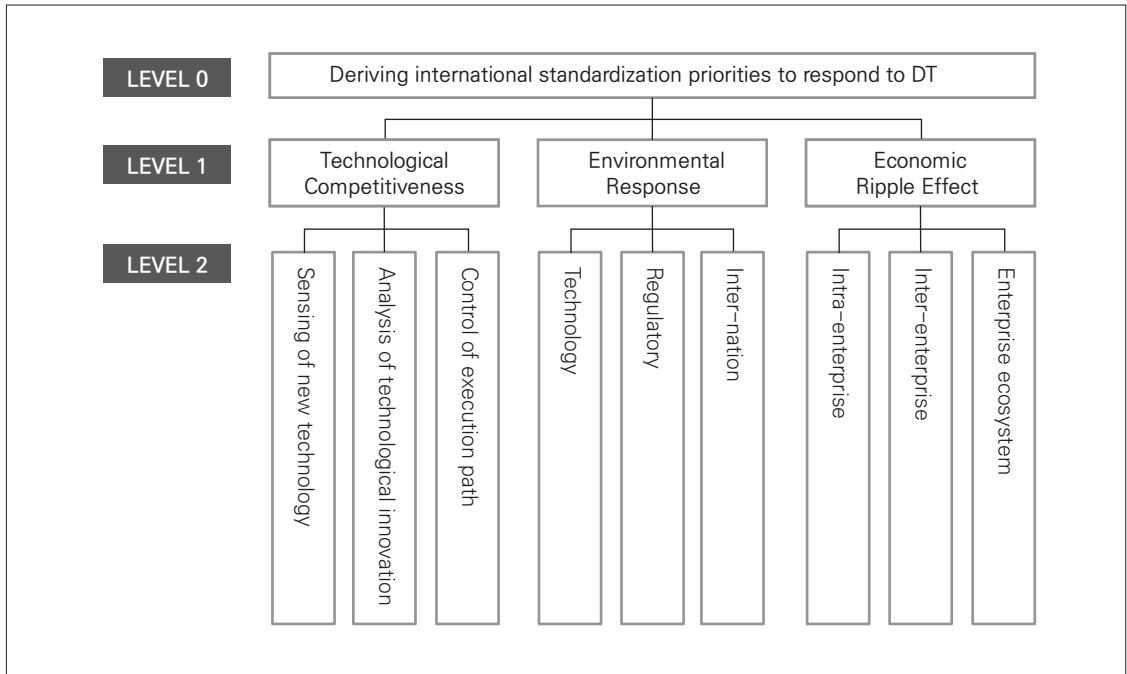 LEVEL 0
Deriving international standardization priorities to respond to DT
LEVEL 1
Technological
Competitiveness
Environmental
Response
Economic
Ripple Effect
LEVEL 2
Sensing of new technology
Analysis of technological innovation
Control of execution path
Technology
Regulatory
Inter-nation
Intra-enterprise
Inter-enterprise
Enterprise ecosystem